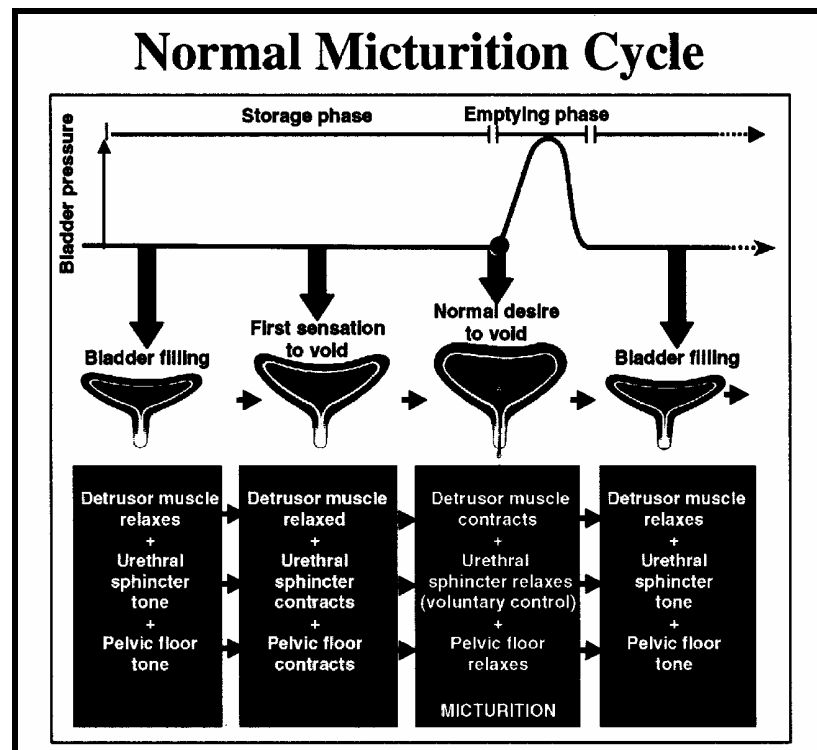 Normal Micturition Cycle
Storage phase
Emptying phase
Bladder pressure
Bladder filling
First sensation
to void
Normal desire
to void
Bladder filling
Detrusor muscle
relaxes
+
Urethral
sphincter
tone
+
Pelvic floor
tone
Detrusor muscle
relaxed
+
Urethral
sphincter
contracts
+
Pelvic floor
contracts
Detrusor muscle
contracts
+
Urethral
sphincter relaxes
(voluntary control)
+
Pelvic floor
relaxes
MICTURITION
Detrusor muscle
relaxes
+
Urethral
sphincter
tone
+
Pelvic floor
tone